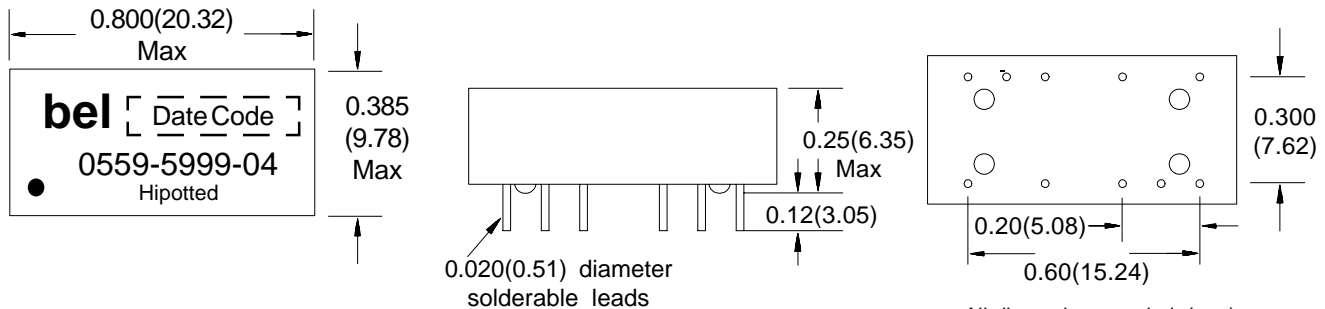 0.800(20.32)
Max
bel DateCode
0559-5999-04
Hipotted
0.385
(9.78)
Max
0.25(6.35)
Max
0.12(3.05)
0.020(0.51) diameter
solderable leads
0.300
(7.62)
0.20(5.08)
0.60(15.24)